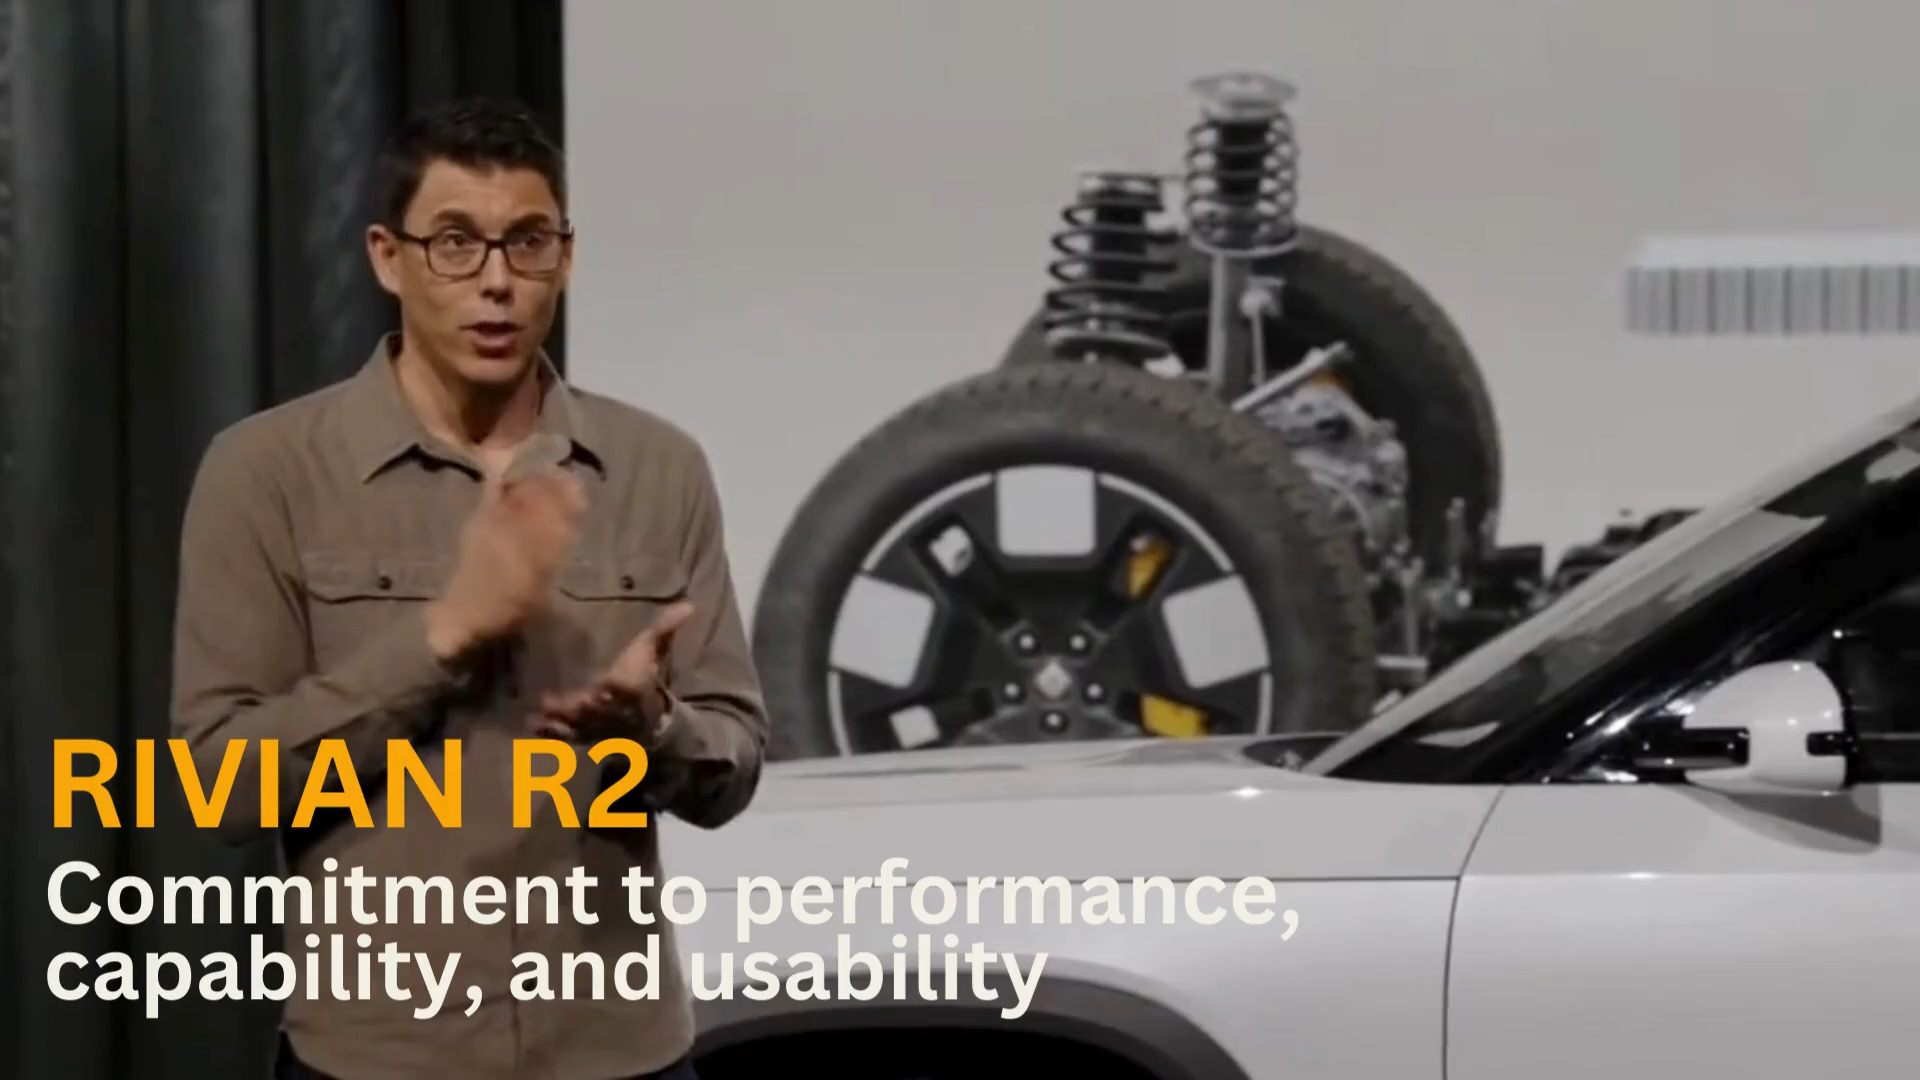 RIVIAN R2
Commitment to performance,
capability, and usability